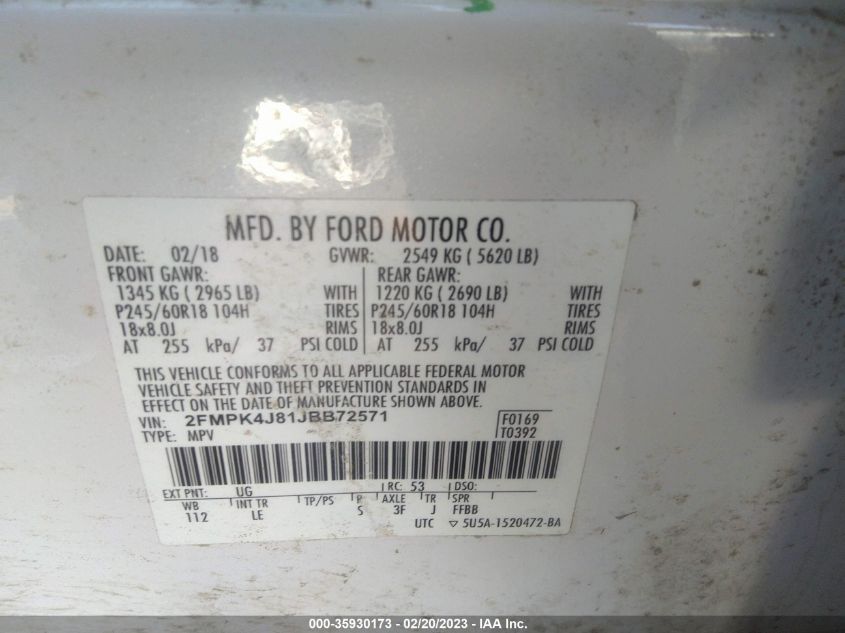 MFD. BY FORD MOTOR CO.
DATE: 02/18 GVWR: 2549 KG ( 5620 LB)
FRONT GAWR: REAR GAWR:
1345 KG ( 2965 LB) WITH 1220 KG ( 2690 LB) WITH
P245/60R18 104H TIRES P245/60R18 104H TIRES
18x8.0J RIMS 18x8.0J RIMS
AT 255 kPa/ 37 PSI COLD AT 255 kPa/ 37 PSI COLD
THIS VEHICLE CONFORMS TO ALL APPLICABLE FEDERAL MOTOR
VEHICLE SAFETY AND THEFT PREVENTION STANDARDS IN
EFFECT ON THE DATE OF MANUFACTURE SHOWN ABOVE.
VIN: 2FMPK4J81JBB72571 F0169
TYPE: MPV T0392
EXT PNT: UG RC: 53 DSO:
WB INT TR TP/PS R AXLE TR SPR
112 LE S 3F J FFBB
UTC ▽ 5U5A-1520472-BA
000-35930173 — 02/20/2023 — IAA Inc.